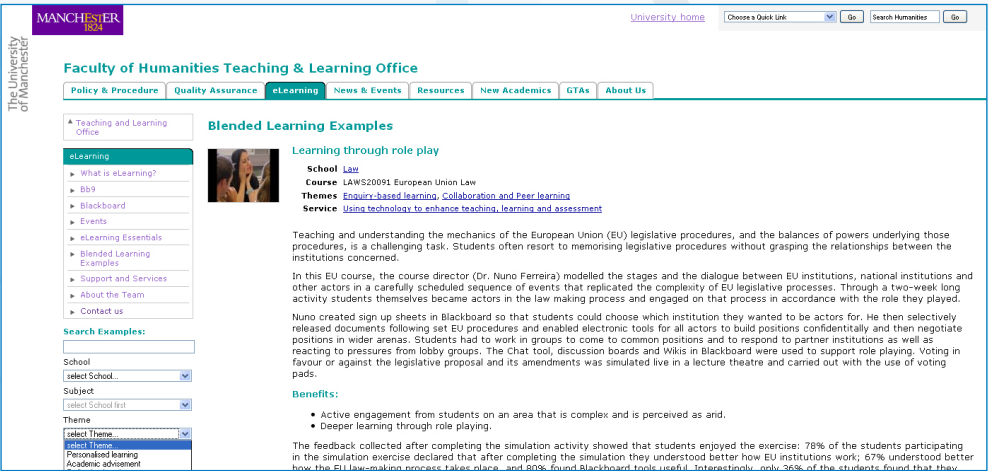 MANCHESTER
1824
The University
of Manchester
University home
Choose a Quick Link
Go
Search Humanities
Go
Faculty of Humanities Teaching & Learning Office
Policy & Procedure
Quality Assurance
eLearning
News & Events
Resources
New Academics
GTAs
About Us
Teaching and Learning
Office
eLearning
What is eLearning?
Bb9
Blackboard
Events
eLearning Essentials
Blended Learning
Examples
Support and Services
About the Team
Contact us
Search Examples:
School
select School...
Subject
select School first
Theme
select Theme...
select Theme...
Personalised learning
Academic advisement
Blended Learning Examples
Learning through role play
School Law
Course LAWS20091 European Union Law
Themes Enquiry-based learning, Collaboration and Peer learning
Service Using technology to enhance teaching, learning and assessment
Teaching and understanding the mechanics of the European Union (EU) legislative procedures, and the balances of powers underlying those
procedures, is a challenging task. Students often resort to memorising legislative procedures without grasping the relationships between the
institutions concerned.
In this EU course, the course director (Dr. Nuno Ferreira) modelled the stages and the dialogue between EU institutions, national institutions and
other actors in a carefully scheduled sequence of events that replicated the complexity of EU legislative processes. Through a two-week long
activity students themselves became actors in the law making process and engaged on that process in accordance with the role they played.
Nuno created sign up sheets in Blackboard so that students could choose which institution they wanted to be actors for. He then selectively
released documents following set EU procedures and enabled electronic tools for all actors to build positions confidentitally and then negotiate
positions in wider arenas. Students had to work in groups to come to common positions and to respond to partner institutions as well as
reacting to pressures from lobby groups. The Chat tool, discussion boards and Wikis in Blackboard were used to support role playing. Voting in
favour or against the legislative proposal and its amendments was simulated live in a lecture theatre and carried out with the use of voting
pads.
Benefits:
• Active engagement from students on an area that is complex and is perceived as arid.
• Deeper learning through role playing.
The feedback collected after completing the simulation activity showed that students enjoyed the exercise: 78% of the students participating
in the simulation exercise declared that after completing the simulation they understood better how EU institutions work; 67% understood better
how the EU law-making process takes place, and 80% found Blackboard tools useful. Interestingly, only 36% of the students found that they